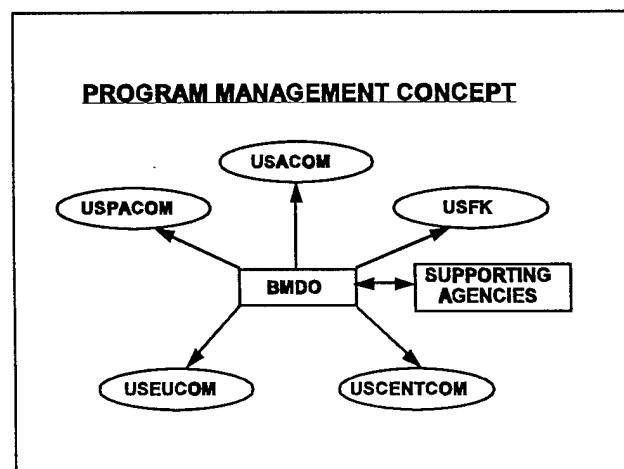 PROGRAM MANAGEMENT CONCEPT
USACOM
USPACOM
USFK
BMDO
SUPPORTING
AGENCIES
USEUCOM
USCENTCOM